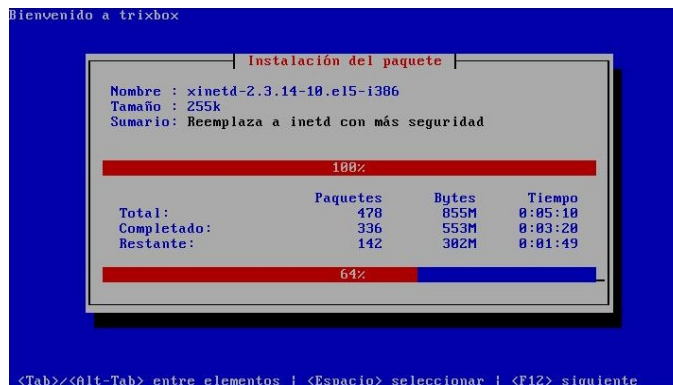 Bienvenido a trixbox
Instalación del paquete
Nombre : xinetd-2.3.14-10.el5-i386
Tamaño : 255k
Sumario: Reemplaza a inetd con más seguridad
100%
Paquetes Bytes Tiempo
Total: 478 855M 0:05:10
Completado: 336 553M 0:03:20
Restante: 142 302M 0:01:49
64%
<Tab>/<Alt-Tab> entre elementos | <Espacio> seleccionar | <F12> siguiente